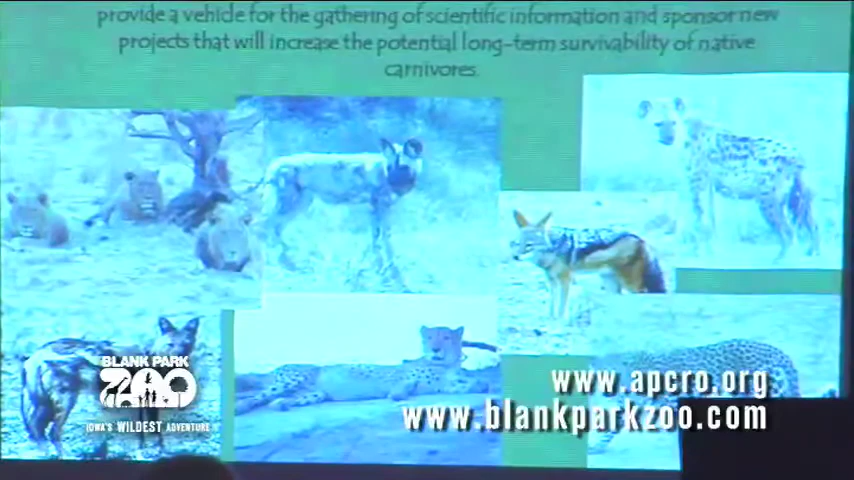 provide a vehicle for the gathering of scientific information and sponsor new
projects that will increase the potential long-term survivability of native
carnivores.
BLANK PARK
ZOO
IOWA'S WILDEST ADVENTURE
www.apcro.org
www.blankparkzoo.com